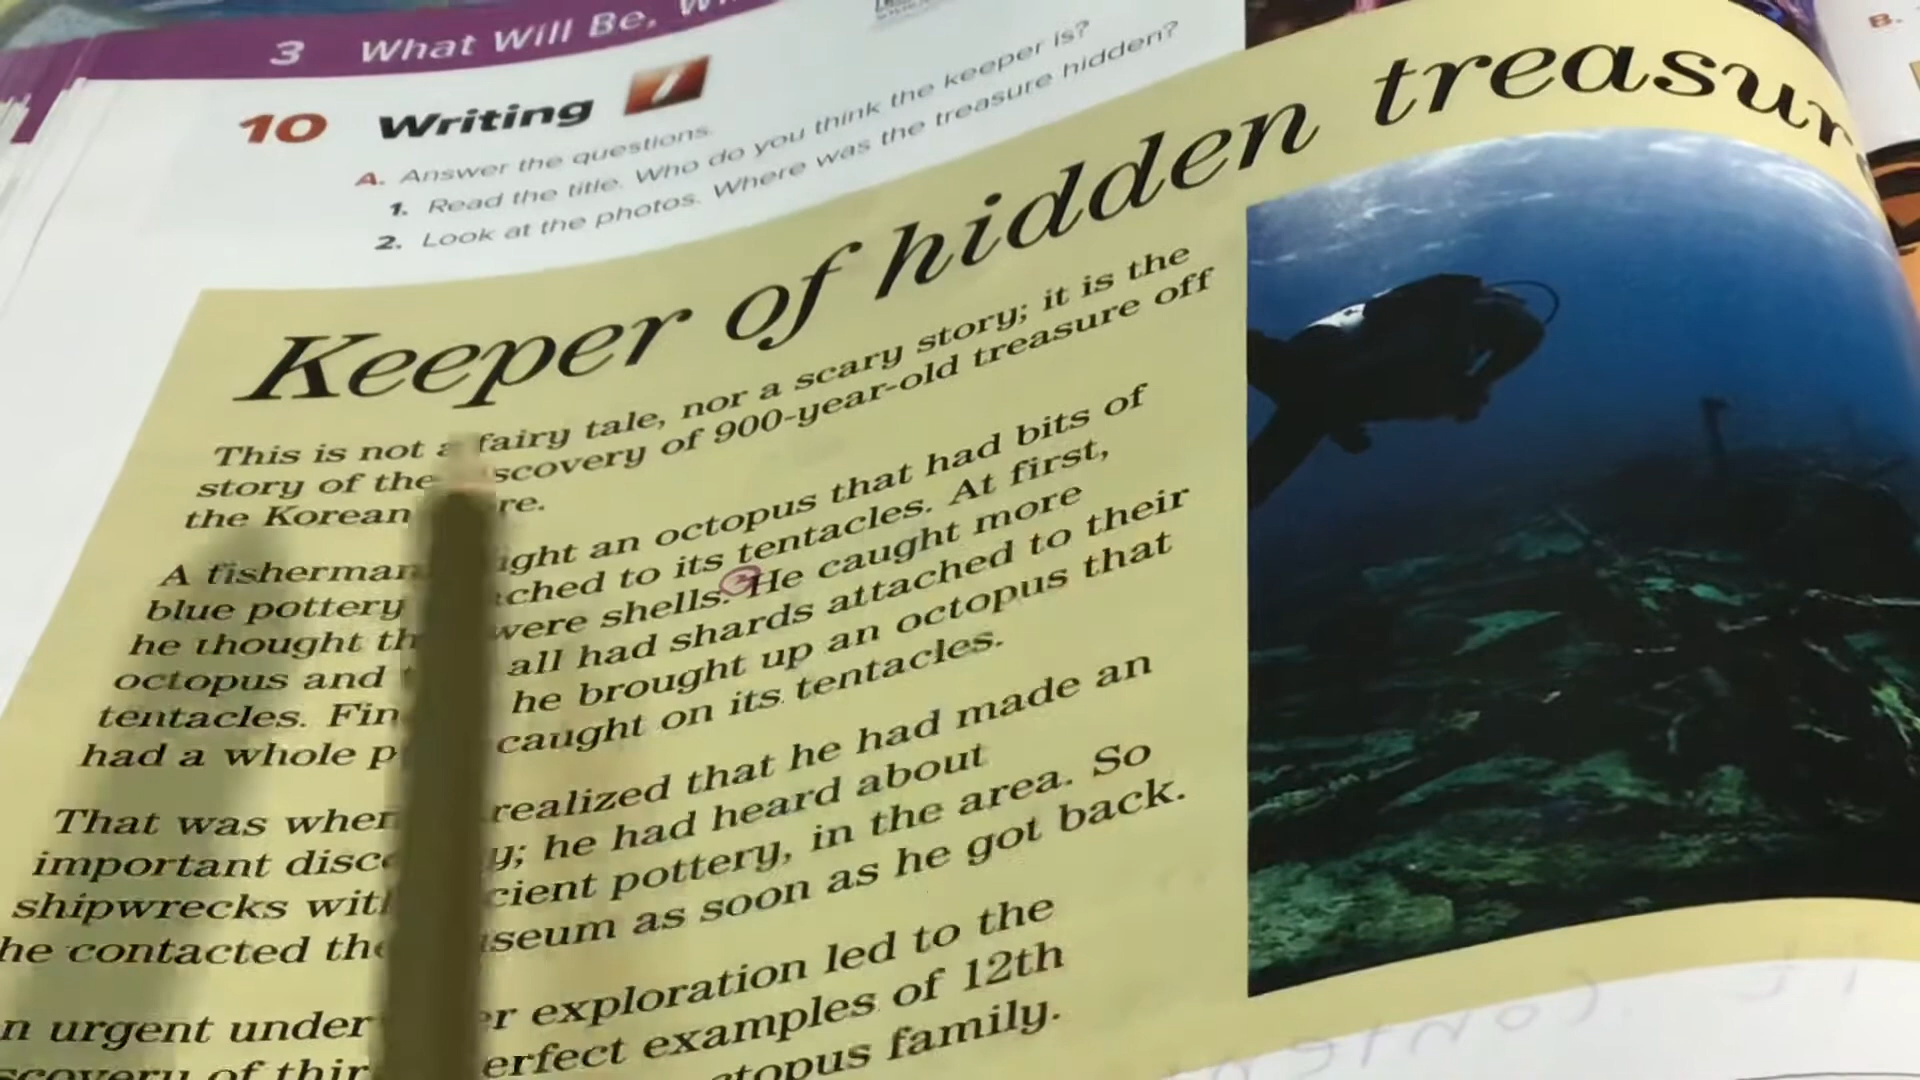 3 What Will Be,
10 Writing
A. Answer the questions.
1. Read the title. Who do you think the keeper is?
2. Look at the photos. Where was the treasure hidden?
Keeper of hidden treasur
This is not a fairy tale, nor a scary story; it is the
story of the scovery of 900-year-old treasure off
the Korean re.
A fisherman ght an octopus that had bits of
blue pottery ched to its tentacles. At first,
he thought th were shells. He caught more
octopus and all had shards attached to their
tentacles. Fin he brought up an octopus that
had a whole p caught on its tentacles.
That was when realized that he had made an
important disc y; he had heard about
shipwrecks with cient pottery, in the area. So
he contacted the seum as soon as he got back.
n urgent under r exploration led to the
scovery of thir erfect examples of 12th
ctopus family.
B.